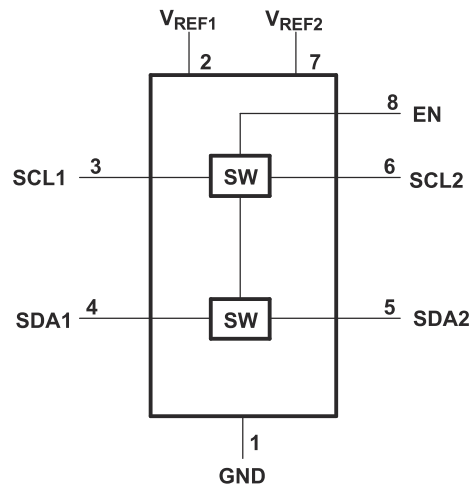 VREF1 VREF2
2 7
8 EN
SCL1 3 SW 6 SCL2
SDA1 4 SW 5 SDA2
1
GND